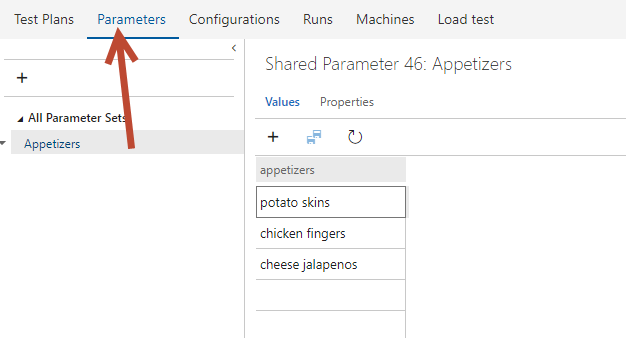 Test Plans Parameters Configurations Runs Machines Load test
Shared Parameter 46: Appetizers
Values Properties
All Parameter Sets
Appetizers
appetizers
potato skins
chicken fingers
cheese jalapenos